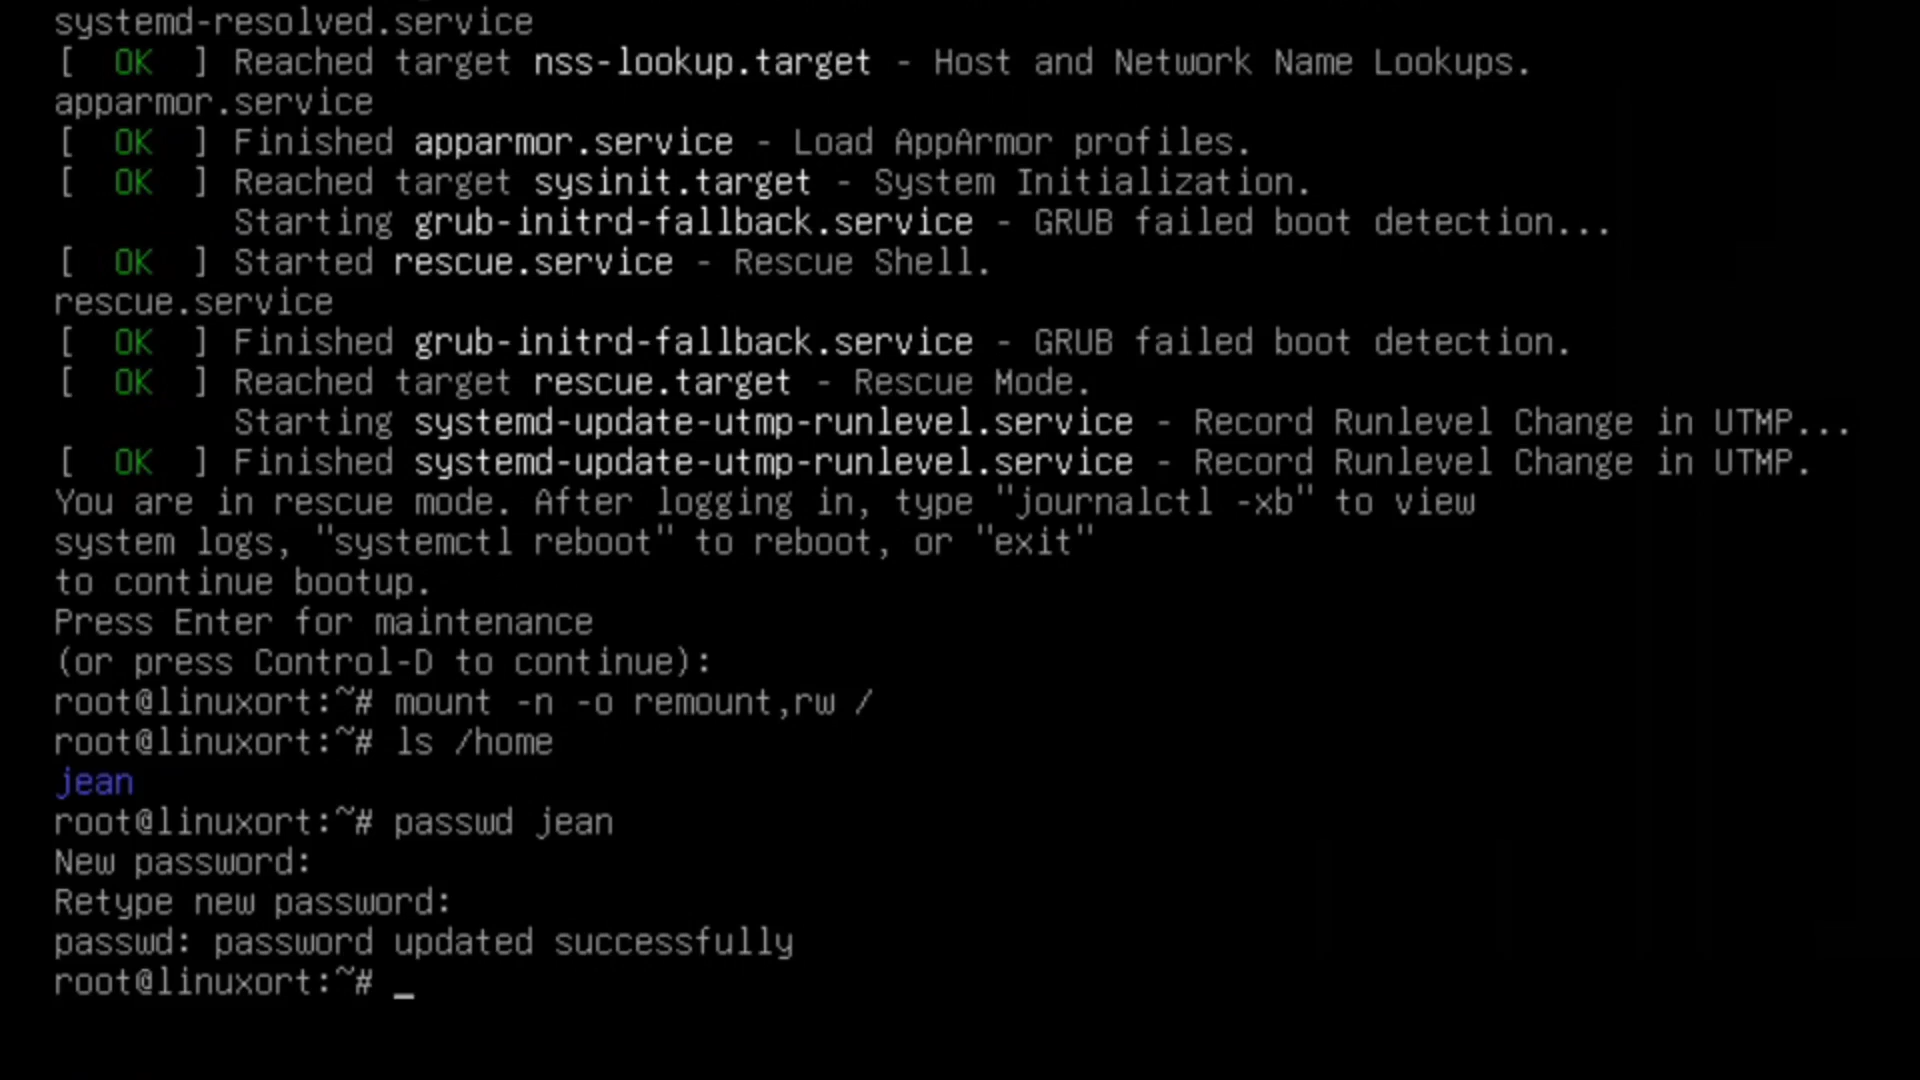 systemd-resolved.service
[  OK  ] Reached target nss-lookup.target - Host and Network Name Lookups.
apparmor.service
[  OK  ] Finished apparmor.service - Load AppArmor profiles.
[  OK  ] Reached target sysinit.target - System Initialization.
         Starting grub-initrd-fallback.service - GRUB failed boot detection...
[  OK  ] Started rescue.service - Rescue Shell.
rescue.service
[  OK  ] Finished grub-initrd-fallback.service - GRUB failed boot detection.
[  OK  ] Reached target rescue.target - Rescue Mode.
         Starting systemd-update-utmp-runlevel.service - Record Runlevel Change in UTMP...
[  OK  ] Finished systemd-update-utmp-runlevel.service - Record Runlevel Change in UTMP.
You are in rescue mode. After logging in, type "journalctl -xb" to view
system logs, "systemctl reboot" to reboot, or "exit"
to continue bootup.
Press Enter for maintenance
(or press Control-D to continue):
root@linuxort:~# mount -n -o remount,rw /
root@linuxort:~# ls /home
jean
root@linuxort:~# passwd jean
New password:
Retype new password:
passwd: password updated successfully
root@linuxort:~# _